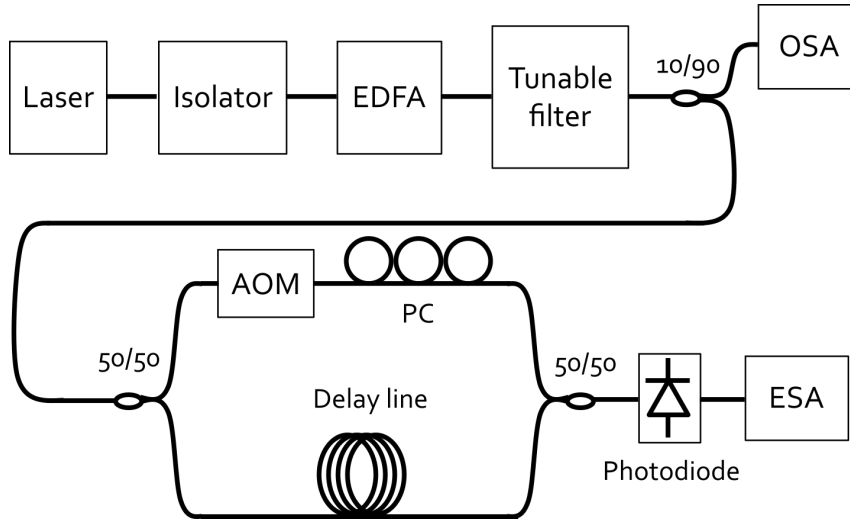 Laser
Isolator
EDFA
Tunable
filter
10/90
OSA
AOM
PC
50/50
Delay line
50/50
Photodiode
ESA